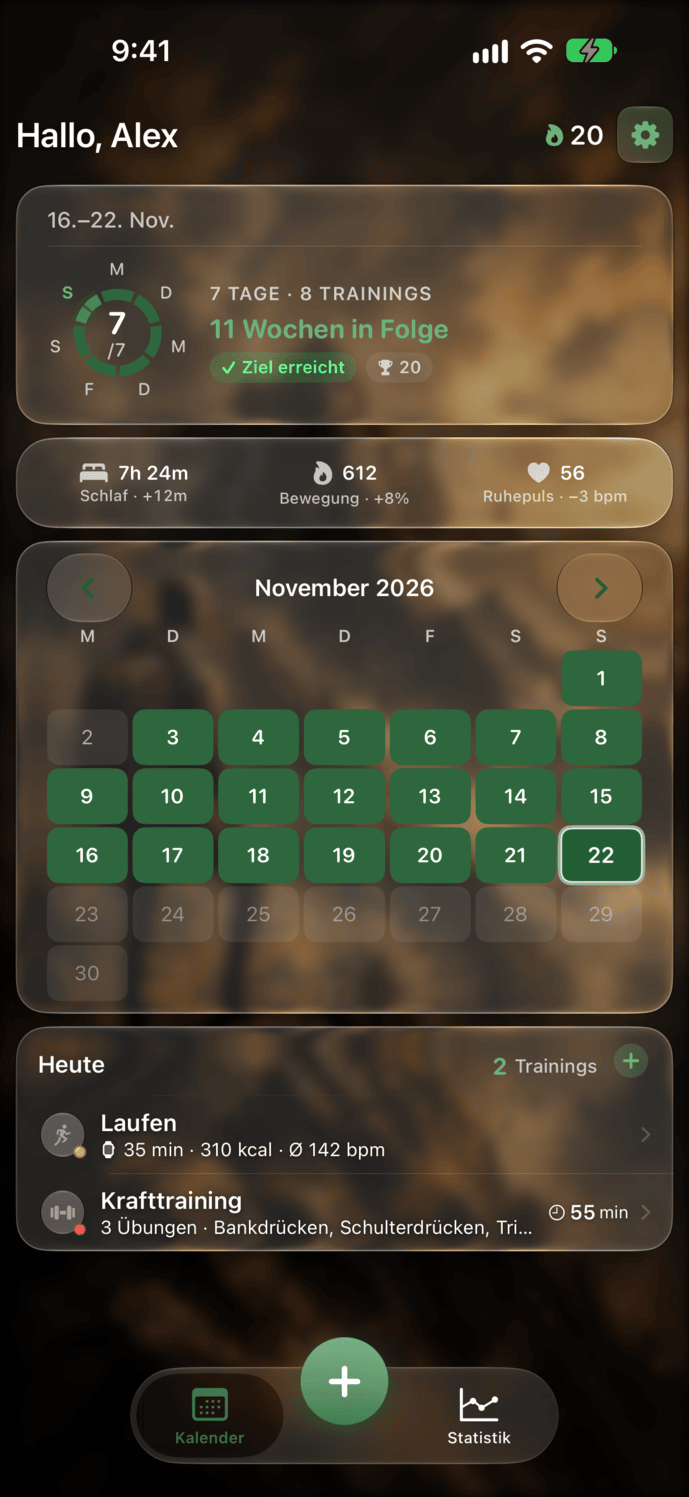 9:41
Hallo, Alex
20
16.–22. Nov.
M
S
D
7
/7
S
M
F
D
7 TAGE · 8 TRAININGS
11 Wochen in Folge
Ziel erreicht
20
7h 24m
Schlaf · +12m
612
Bewegung · +8%
56
Ruhepuls · −3 bpm
November 2026
M D M D F S S
1
2 3 4 5 6 7 8
9 10 11 12 13 14 15
16 17 18 19 20 21 22
23 24 25 26 27 28 29
30
Heute
2 Trainings
Laufen
35 min · 310 kcal · Ø 142 bpm
Krafttraining
3 Übungen · Bankdrücken, Schulterdrücken, Tri...
55 min
Kalender
Statistik